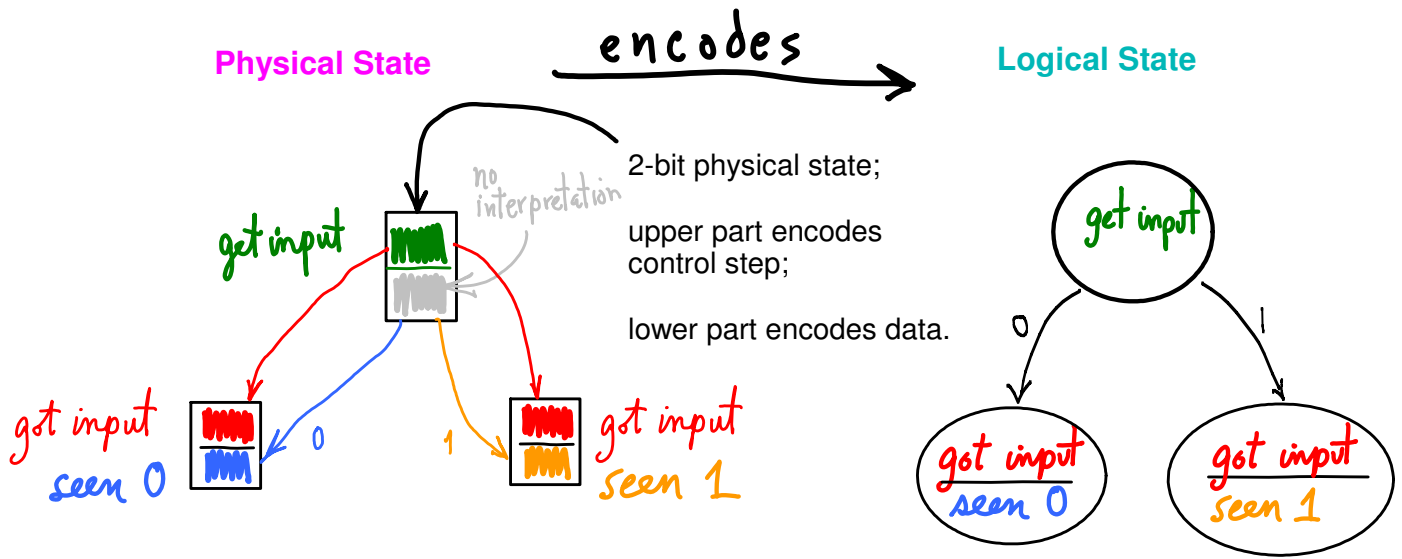 Physical State
encodes
Logical State
2-bit physical state;
upper part encodes
control step;
lower part encodes data.
no
interpretation
get input
0
1
got input
seen 0
got input
seen 1
get input
0
1
got input
seen 0
got input
seen 1